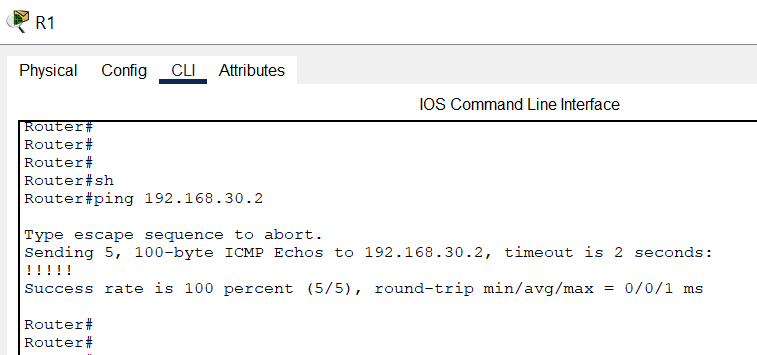 R1
Physical Config CLI Attributes
IOS Command Line Interface
Router#
Router#
Router#
Router#sh
Router#ping 192.168.30.2
Type escape sequence to abort.
Sending 5, 100-byte ICMP Echos to 192.168.30.2, timeout is 2 seconds:
!!!!!
Success rate is 100 percent (5/5), round-trip min/avg/max = 0/0/1 ms
Router#
Router#